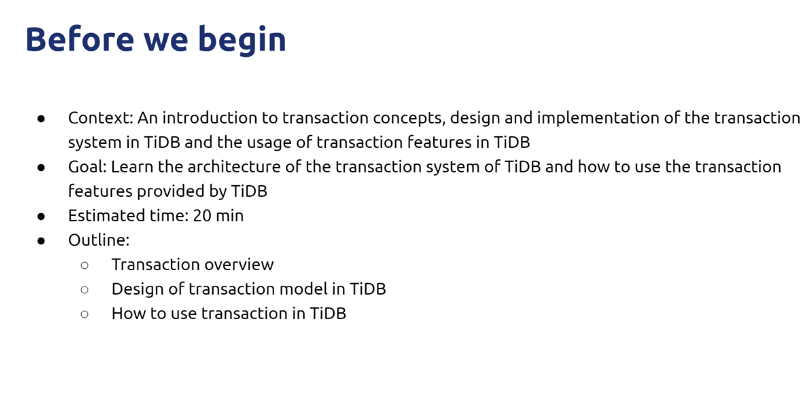 Before we begin
● Context: An introduction to transaction concepts, design and implementation of the transaction
system in TiDB and the usage of transaction features in TiDB
● Goal: Learn the architecture of the transaction system of TiDB and how to use the transaction
features provided by TiDB
● Estimated time: 20 min
● Outline:
○ Transaction overview
○ Design of transaction model in TiDB
○ How to use transaction in TiDB